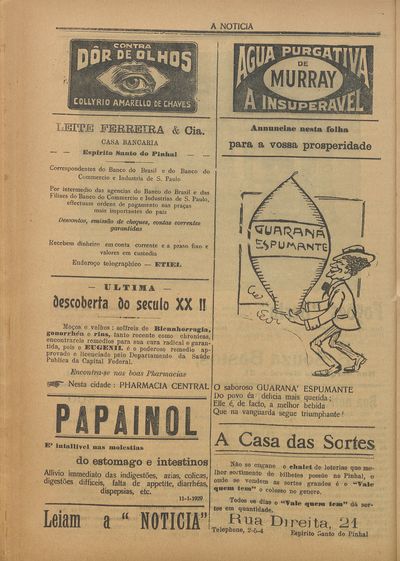 A NOTICIA
CONTRA
DÔR DE OLHOS
COLLYRIO AMARELLO DE CHAVES
LEITE FERREIRA & Cia.
CASA BANCARIA
— — Espirito Santo do Pinhal — —
Correspondentes do Banco do Brasil e do Banco do
Commercio e Industria de S. Paulo
Por intermedio das agencias do Banco do Brasil e das
Filiaes do Banco do Commercio e Industrias de S. Paulo,
effectuam ordens de pagamento nas praças
mais importantes do paiz
Descontos, emissão de cheques, contas correntes
garantidas
Recebem dinheiro em conta corrente e a praso fixo e
valores em custodia
Endereço telegraphico — ETIEL
— ULTIMA —
descoberta do seculo XX !!
Moços e velhos: soffreis de Blenorrhagia,
gonorrhéa e rins, tanto recente como chronicas,
encontrareis remedios para sua cura radical e garan-
tida, pois o EUGENIL é o poderoso remedio ap-
provado e licenciado pelo Departamento da Saúde
Publica da Capital Federal.
Encontra-se nas boas Pharmacias
Nesta cidade: PHARMACIA CENTRAL
PAPAINOL
E' infallivel nas molestias
do estomago e intestinos
Allivio immediato das indigestões, azias, colicas,
digestões difficeis, falta de appetite, diarrhéas,
dispepsias, etc.
11-1-1929
Leiam a "NOTICIA"
AGUA PURGATIVA
DE
MURRAY
A INSUPERAVEL
Annunciae nesta folha
para a vossa prosperidade
GUARANÁ
ESPUMANTE
O saboroso GUARANA' ESPUMANTE
Do povo é a delicia mais querida;
Elle é, de facto, a melhor bebida
Que na vanguarda segue triumphante!
A Casa das Sortes
Não se engane o chalet de loterias que me-
lhor sortimento de bilhetes possúe na Pinhal, e
onde se vendem as sortes grandes é o "Vale
quem tem" o colosso no genero.
Todos os dias o "Vale quem tem" dá sor-
tes em quantidade.
Rua Direita, 21
Telephone, 2-5-4 Espirito Santo do Pinhal